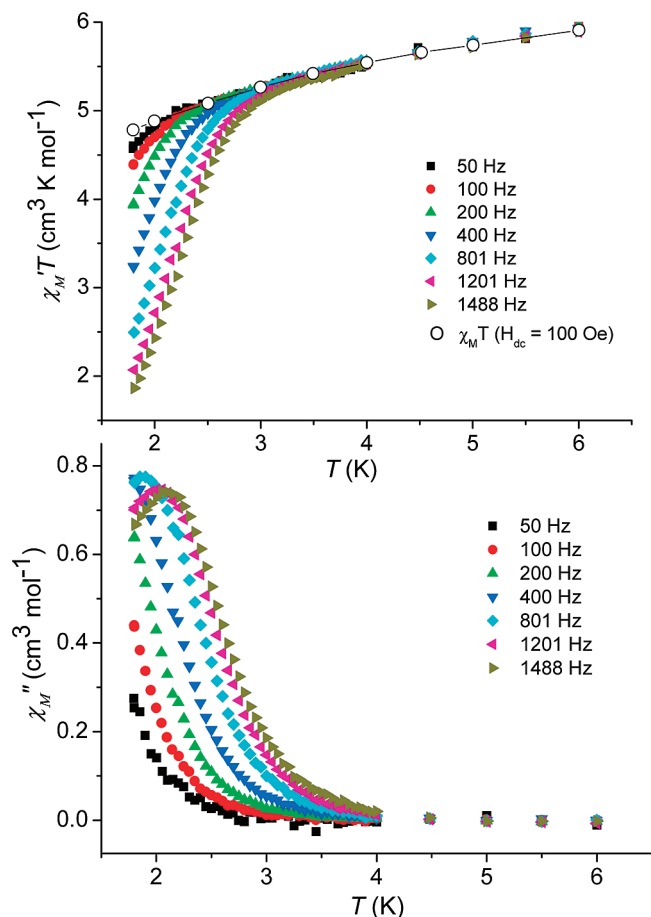 6
5
4
3
2
χM'T (cm³ K mol⁻¹)
50 Hz
100 Hz
200 Hz
400 Hz
801 Hz
1201 Hz
1488 Hz
χMT (Hdc = 100 Oe)
2 3 4 5 6
T (K)
0.8
0.6
0.4
0.2
0.0
χM" (cm³ mol⁻¹)
50 Hz
100 Hz
200 Hz
400 Hz
801 Hz
1201 Hz
1488 Hz
2 3 4 5 6
T (K)